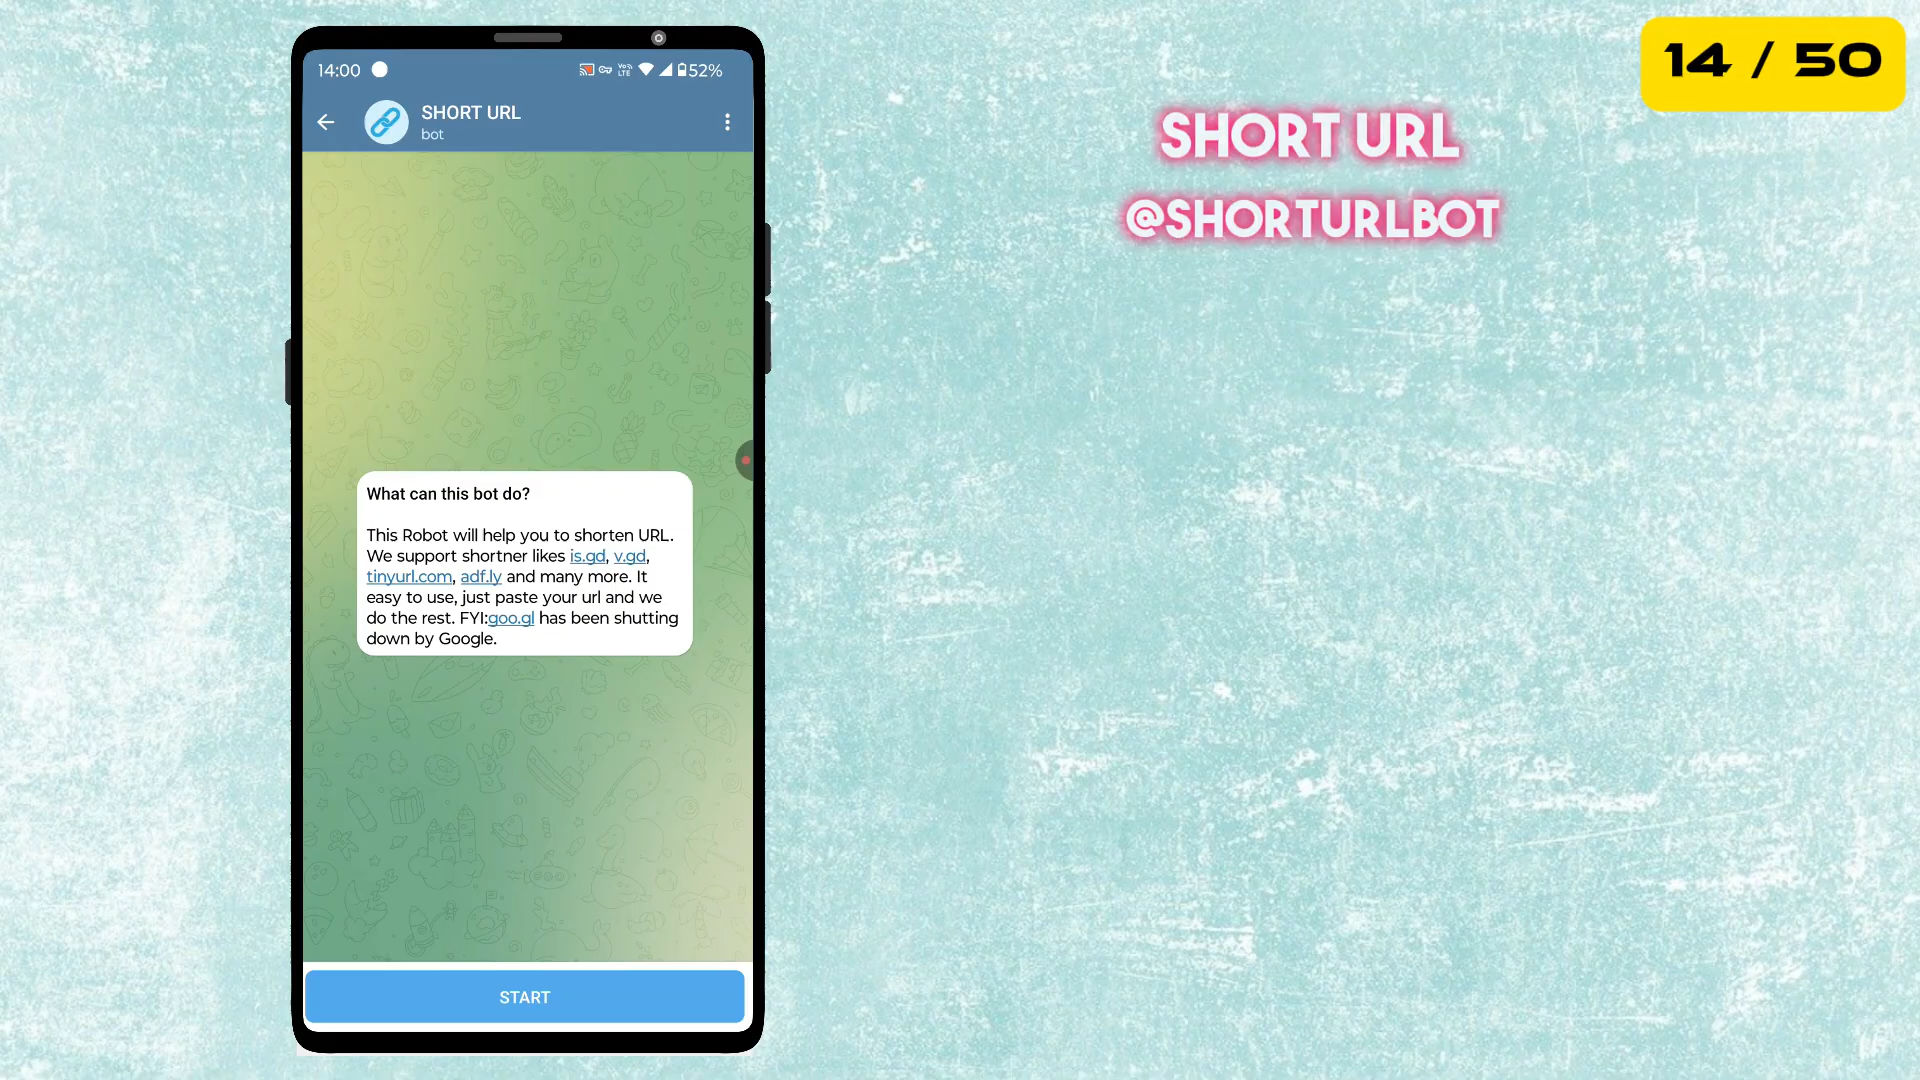 14:00
Vo
LTE
52%
SHORT URL
bot
What can this bot do?
This Robot will help you to shorten URL.
We support shortner likes is.gd, v.gd,
tinyurl.com, adf.ly and many more. It
easy to use, just paste your url and we
do the rest. FYI:goo.gl has been shutting
down by Google.
START
SHORT URL
@SHORTURLBOT
14 / 50